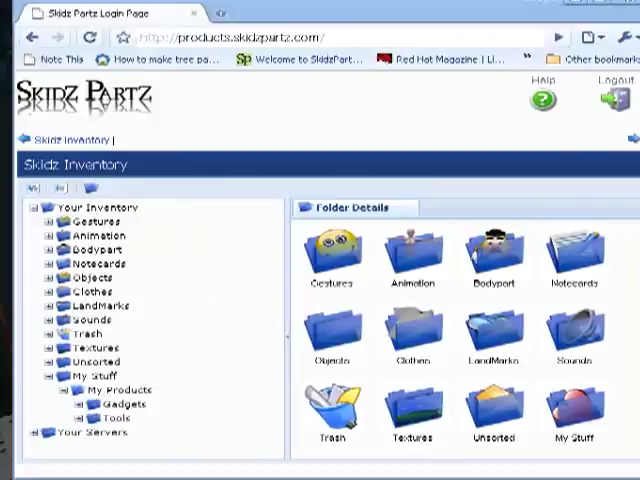 Skidz Partz Login Page
http://products.skidzpartz.com/
Note This
How to make tree pa...
Welcome to SkidzPart...
Red Hat Magazine | Li...
»
Other bookmarks
SKIDZ PARTZ
Help
Logout
Skidz Inventory |
Skidz Inventory
Your Inventory
Gestures
Animation
Bodypart
Notecards
Objects
Clothes
LandMarks
Sounds
Trash
Textures
Unsorted
My Stuff
My Products
Gadgets
Tools
Your Servers
Folder Details
Gestures
Animation
Bodypart
Notecards
Objects
Clothes
LandMarks
Sounds
Trash
Textures
Unsorted
My Stuff